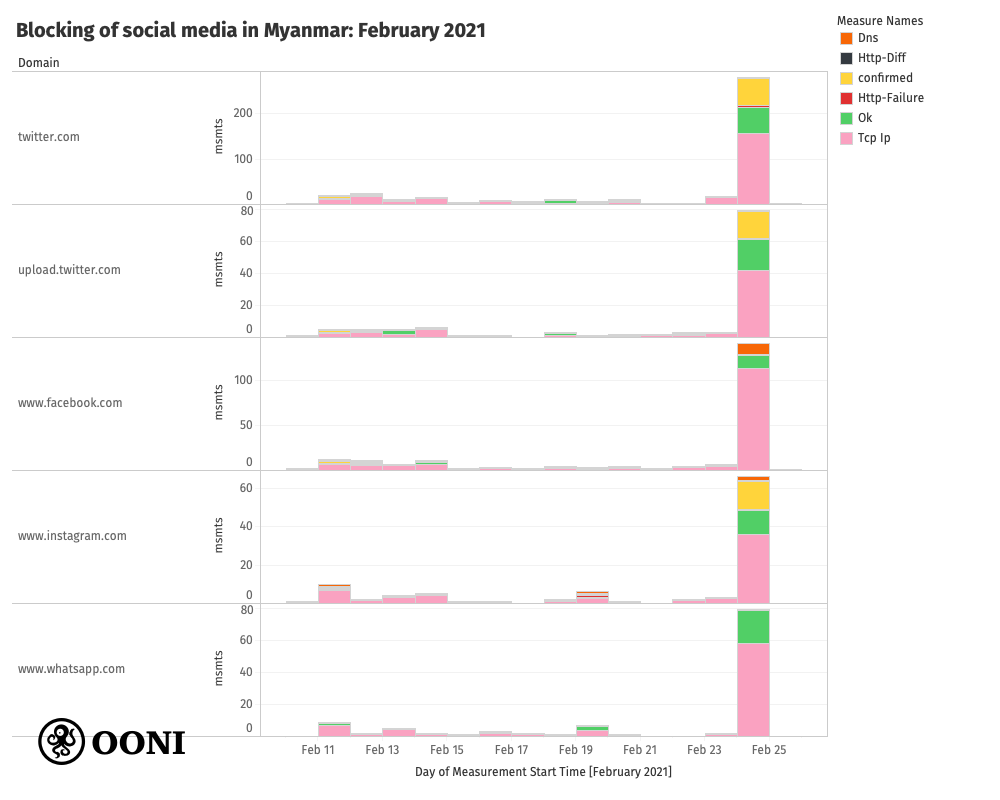 Blocking of social media in Myanmar: February 2021
Measure Names
Dns
Http-Diff
confirmed
Http-Failure
Ok
Tcp Ip
Domain
twitter.com
msmts
200
100
0
upload.twitter.com
msmts
80
60
40
20
0
www.facebook.com
msmts
100
50
0
www.instagram.com
msmts
60
40
20
0
www.whatsapp.com
msmts
80
60
40
20
0
OONI
Feb 11 Feb 13 Feb 15 Feb 17 Feb 19 Feb 21 Feb 23 Feb 25
Day of Measurement Start Time [February 2021]